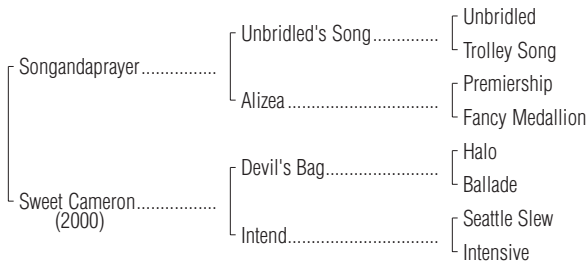 Unbridled
Unbridled's Song..............
Trolley Song
Songandaprayer................
Premiership
Alizea................................
Fancy Medallion
Halo
Devil's Bag........................
Ballade
Sweet Cameron.................
(2000)
Seattle Slew
Intend................................
Intensive